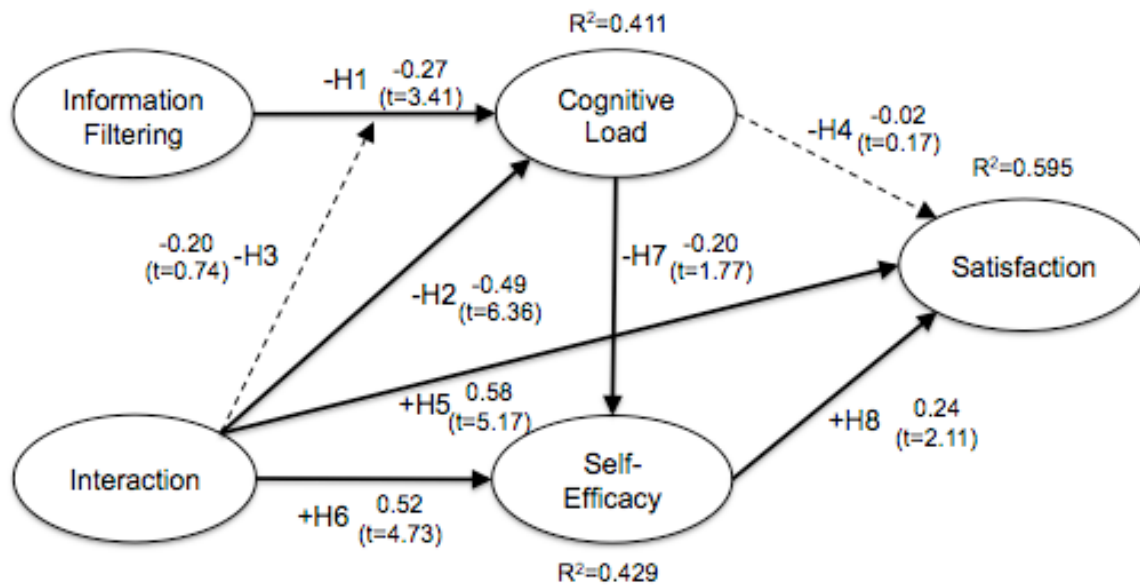 R²=0.411
Information
Filtering
-H1 -0.27
(t=3.41)
Cognitive
Load
-H4 -0.02
(t=0.17)
R²=0.595
-0.20
(t=0.74) -H3
-H2 -0.49
(t=6.36)
-H7 -0.20
(t=1.77)
Satisfaction
+H5 0.58
(t=5.17)
+H8 0.24
(t=2.11)
Interaction
Self-
Efficacy
+H6 0.52
(t=4.73)
R²=0.429